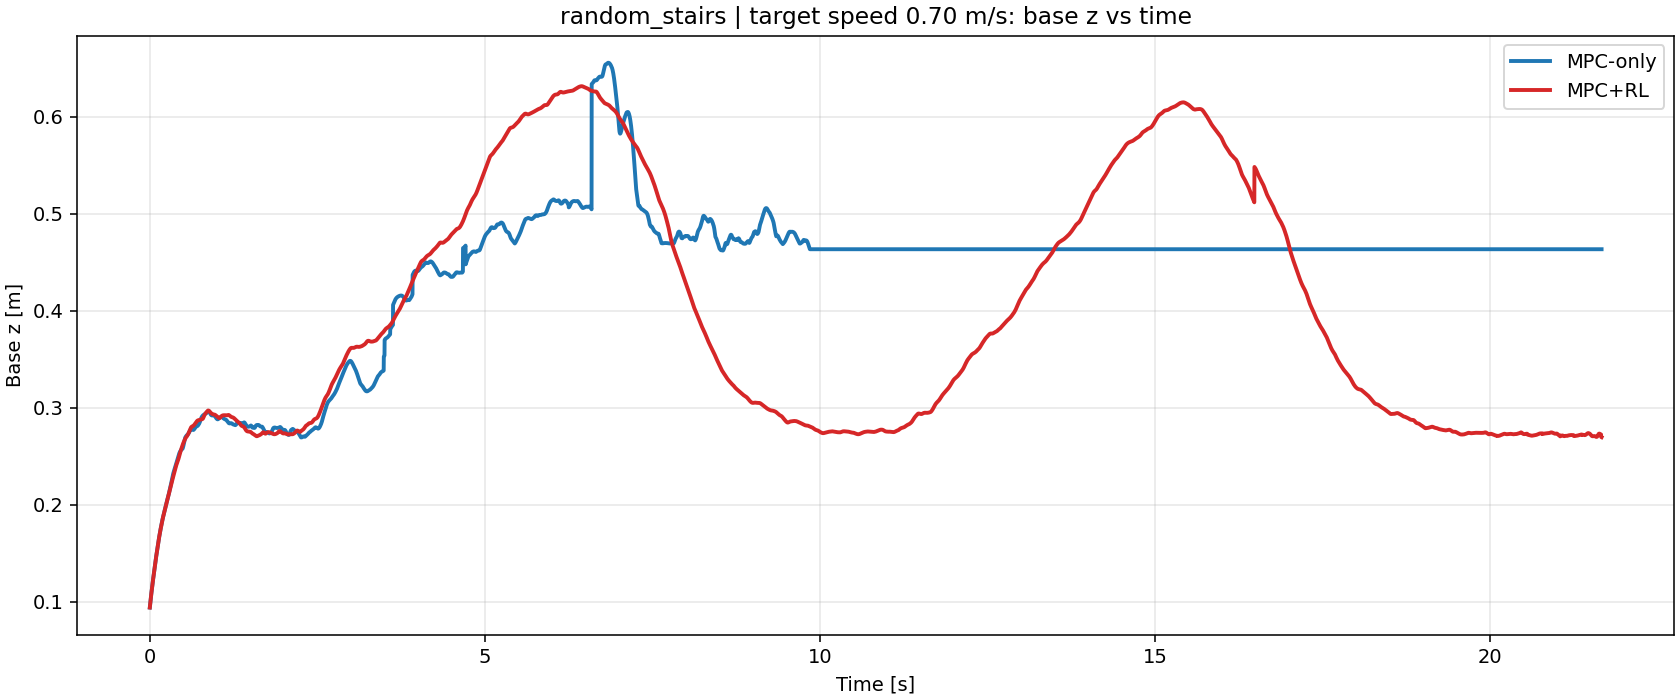 random_stairs | target speed 0.70 m/s: base z vs time
MPC-only
MPC+RL
Base z [m]
0.6
0.5
0.4
0.3
0.2
0.1
0
5
10
15
20
Time [s]